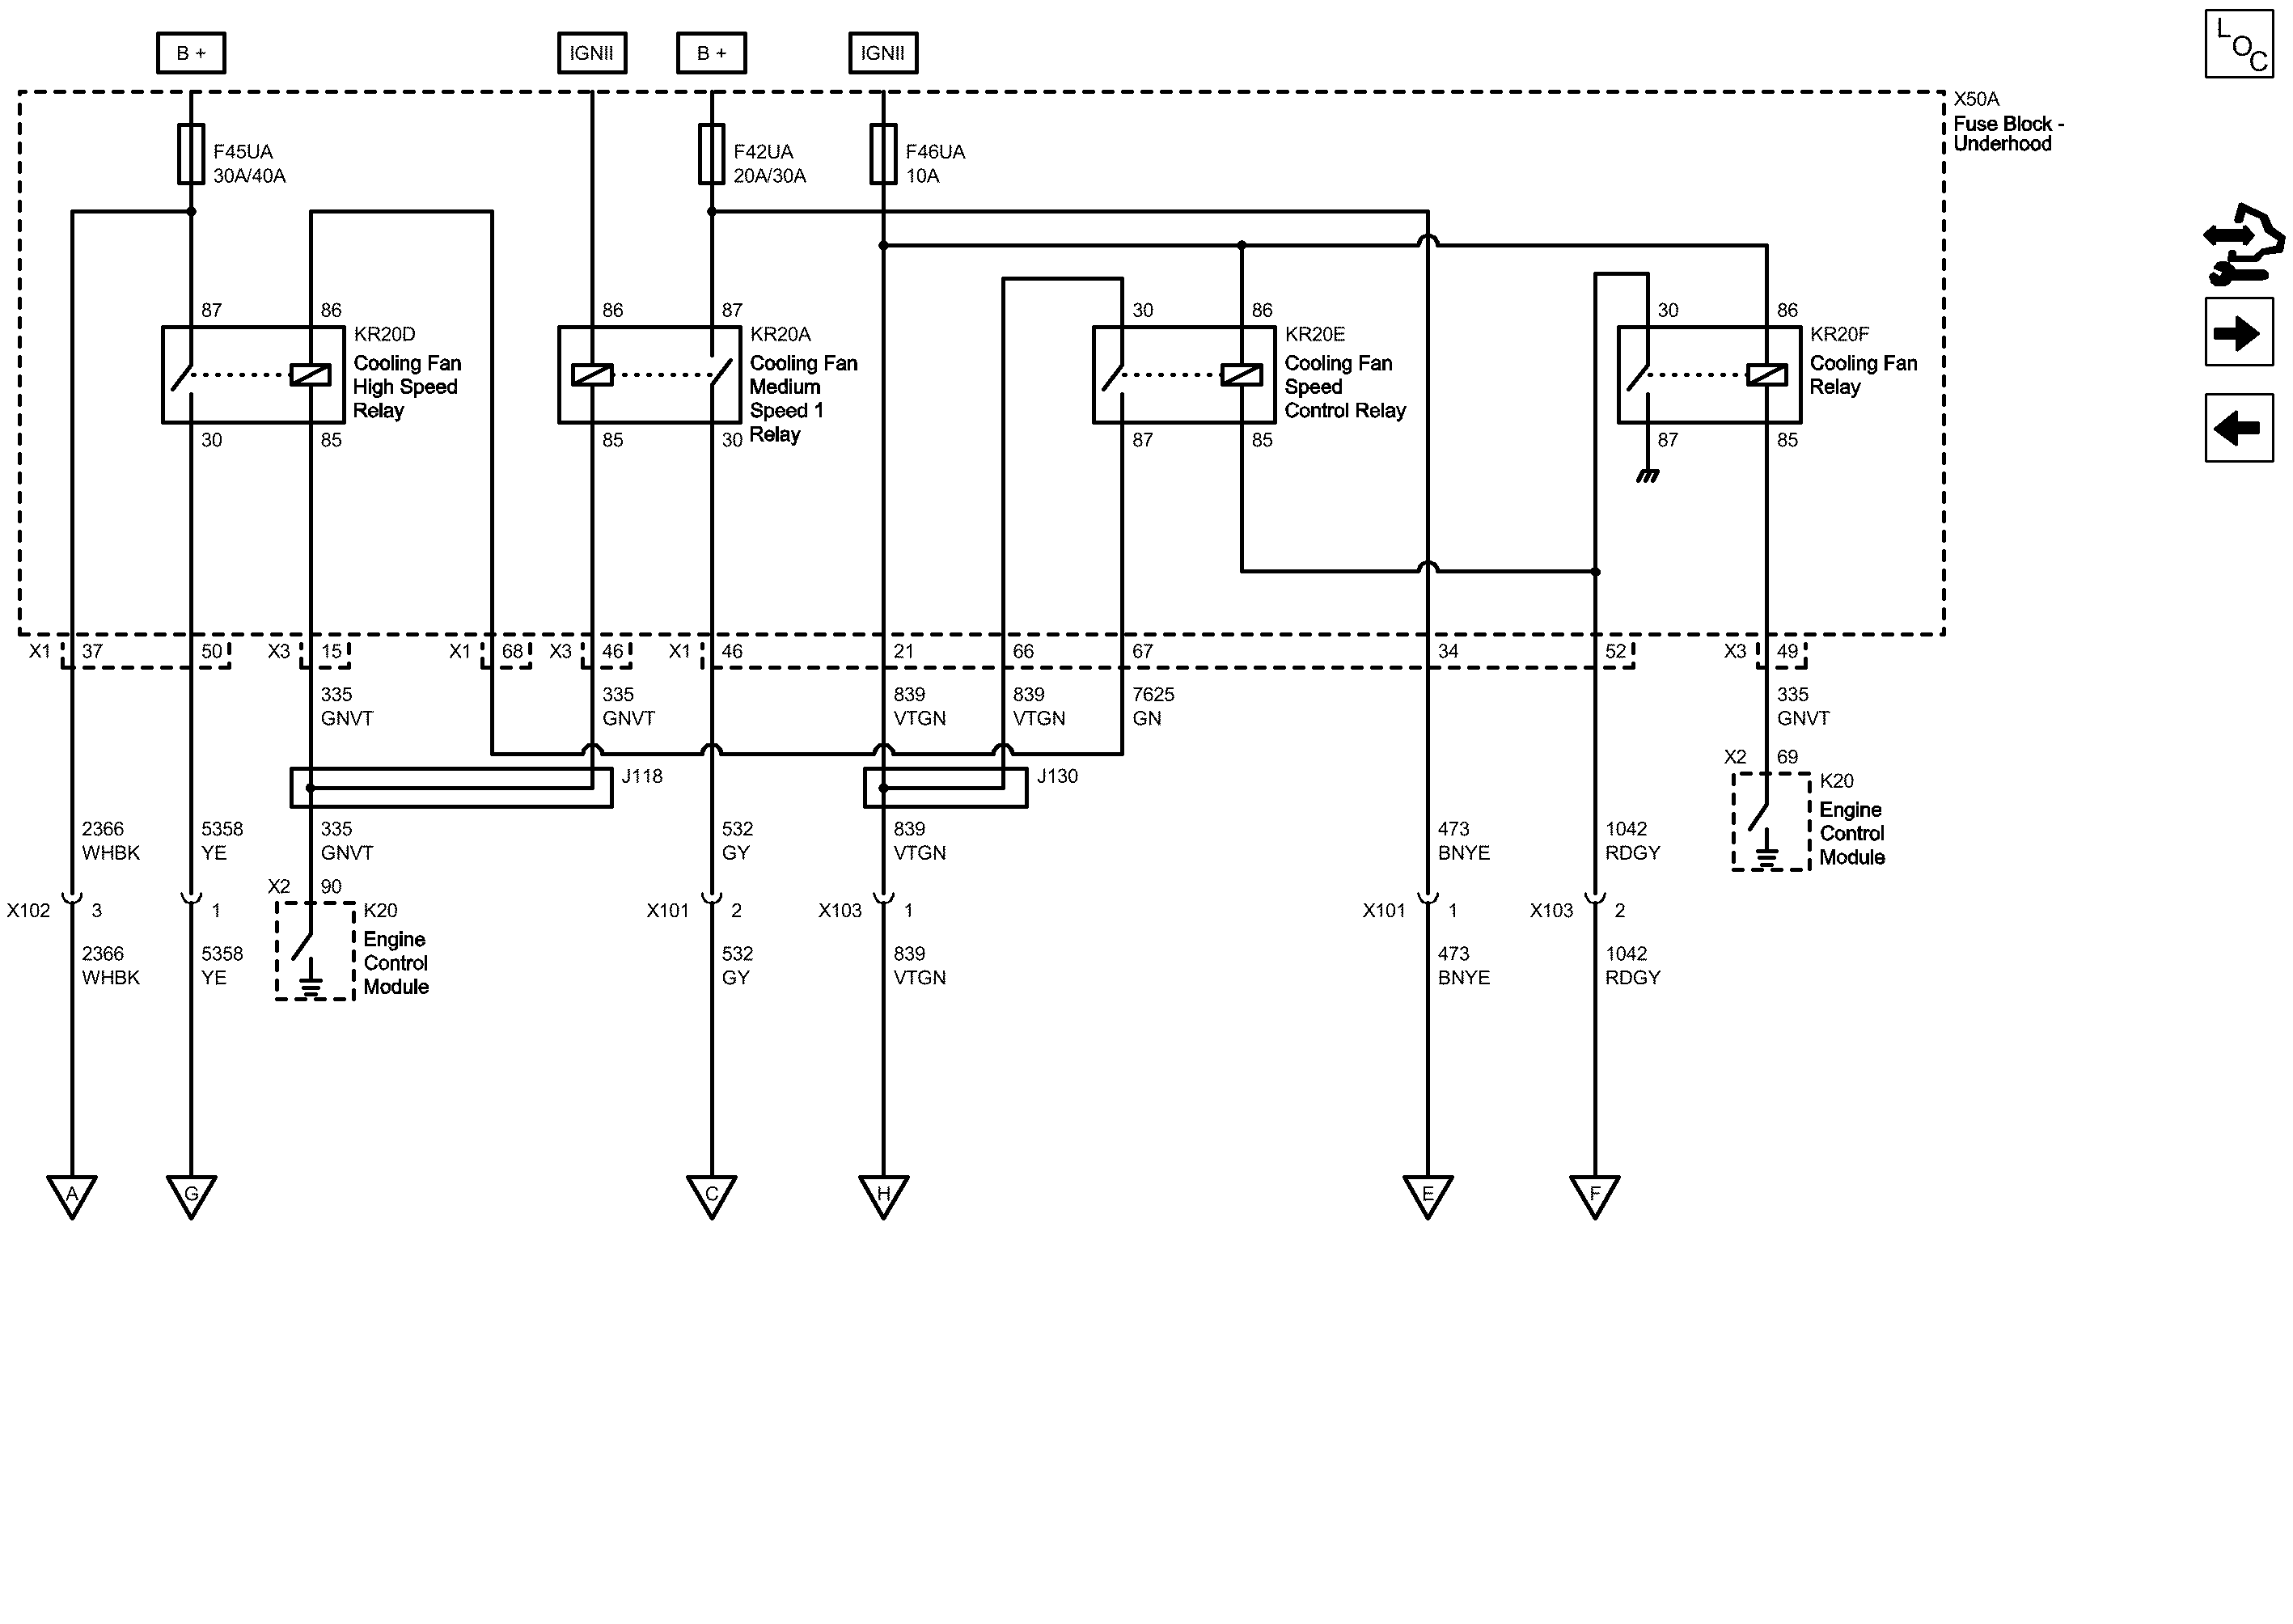 B +
IGNII
B +
IGNII
L
O
C
X50A
Fuse Block -
Underhood
F45UA
30A/40A
F42UA
20A/30A
F46UA
10A
87
86
86
87
30
86
30
86
KR20D
Cooling Fan
High Speed
Relay
KR20A
Cooling Fan
Medium
Speed 1
Relay
KR20E
Cooling Fan
Speed
Control Relay
KR20F
Cooling Fan
Relay
30
85
85
30
87
85
87
85
X1
37
50
X3
15
X1
68
X3
46
X1
46
21
66
67
34
52
X3
49
335
GNVT
335
GNVT
839
VTGN
839
VTGN
7625
GN
335
GNVT
J118
J130
X2
69
K20
Engine
Control
Module
2366
WHBK
5358
YE
335
GNVT
532
GY
839
VTGN
473
BNYE
1042
RDGY
X2
90
X102
3
1
K20
Engine
Control
Module
X101
2
X103
1
X101
1
X103
2
2366
WHBK
5358
YE
532
GY
839
VTGN
473
BNYE
1042
RDGY
A
G
C
H
E
F